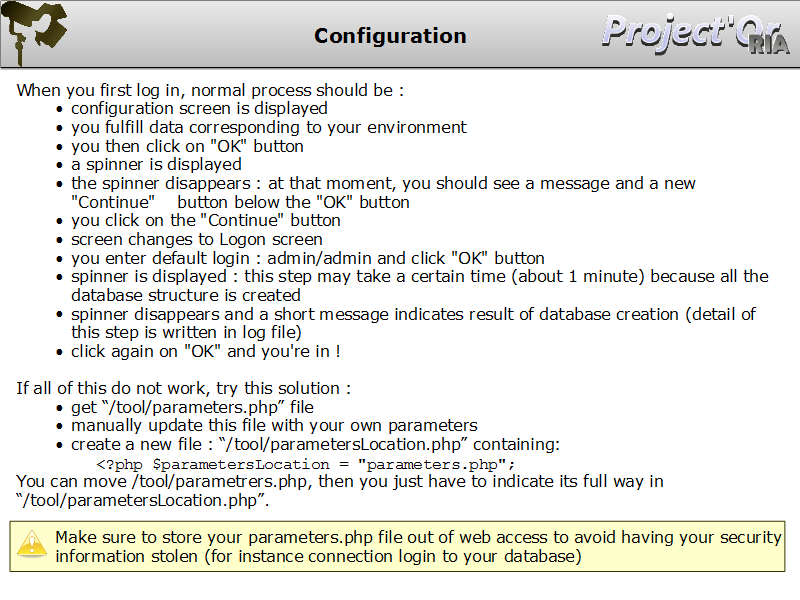 Configuration
Project'Or
RIA
When you first log in, normal process should be :
• configuration screen is displayed
• you fulfill data corresponding to your environment
• you then click on "OK" button
• a spinner is displayed
• the spinner disappears : at that moment, you should see a message and a new
"Continue" button below the "OK" button
• you click on the "Continue" button
• screen changes to Logon screen
• you enter default login : admin/admin and click "OK" button
• spinner is displayed : this step may take a certain time (about 1 minute) because all the
database structure is created
• spinner disappears and a short message indicates result of database creation (detail of
this step is written in log file)
• click again on "OK" and you're in !
If all of this do not work, try this solution :
• get “/tool/parameters.php” file
• manually update this file with your own parameters
• create a new file : “/tool/parametersLocation.php” containing:
<?php $parametersLocation = "parameters.php";
You can move /tool/parametrers.php, then you just have to indicate its full way in
“/tool/parametersLocation.php”.
Make sure to store your parameters.php file out of web access to avoid having your security
information stolen (for instance connection login to your database)